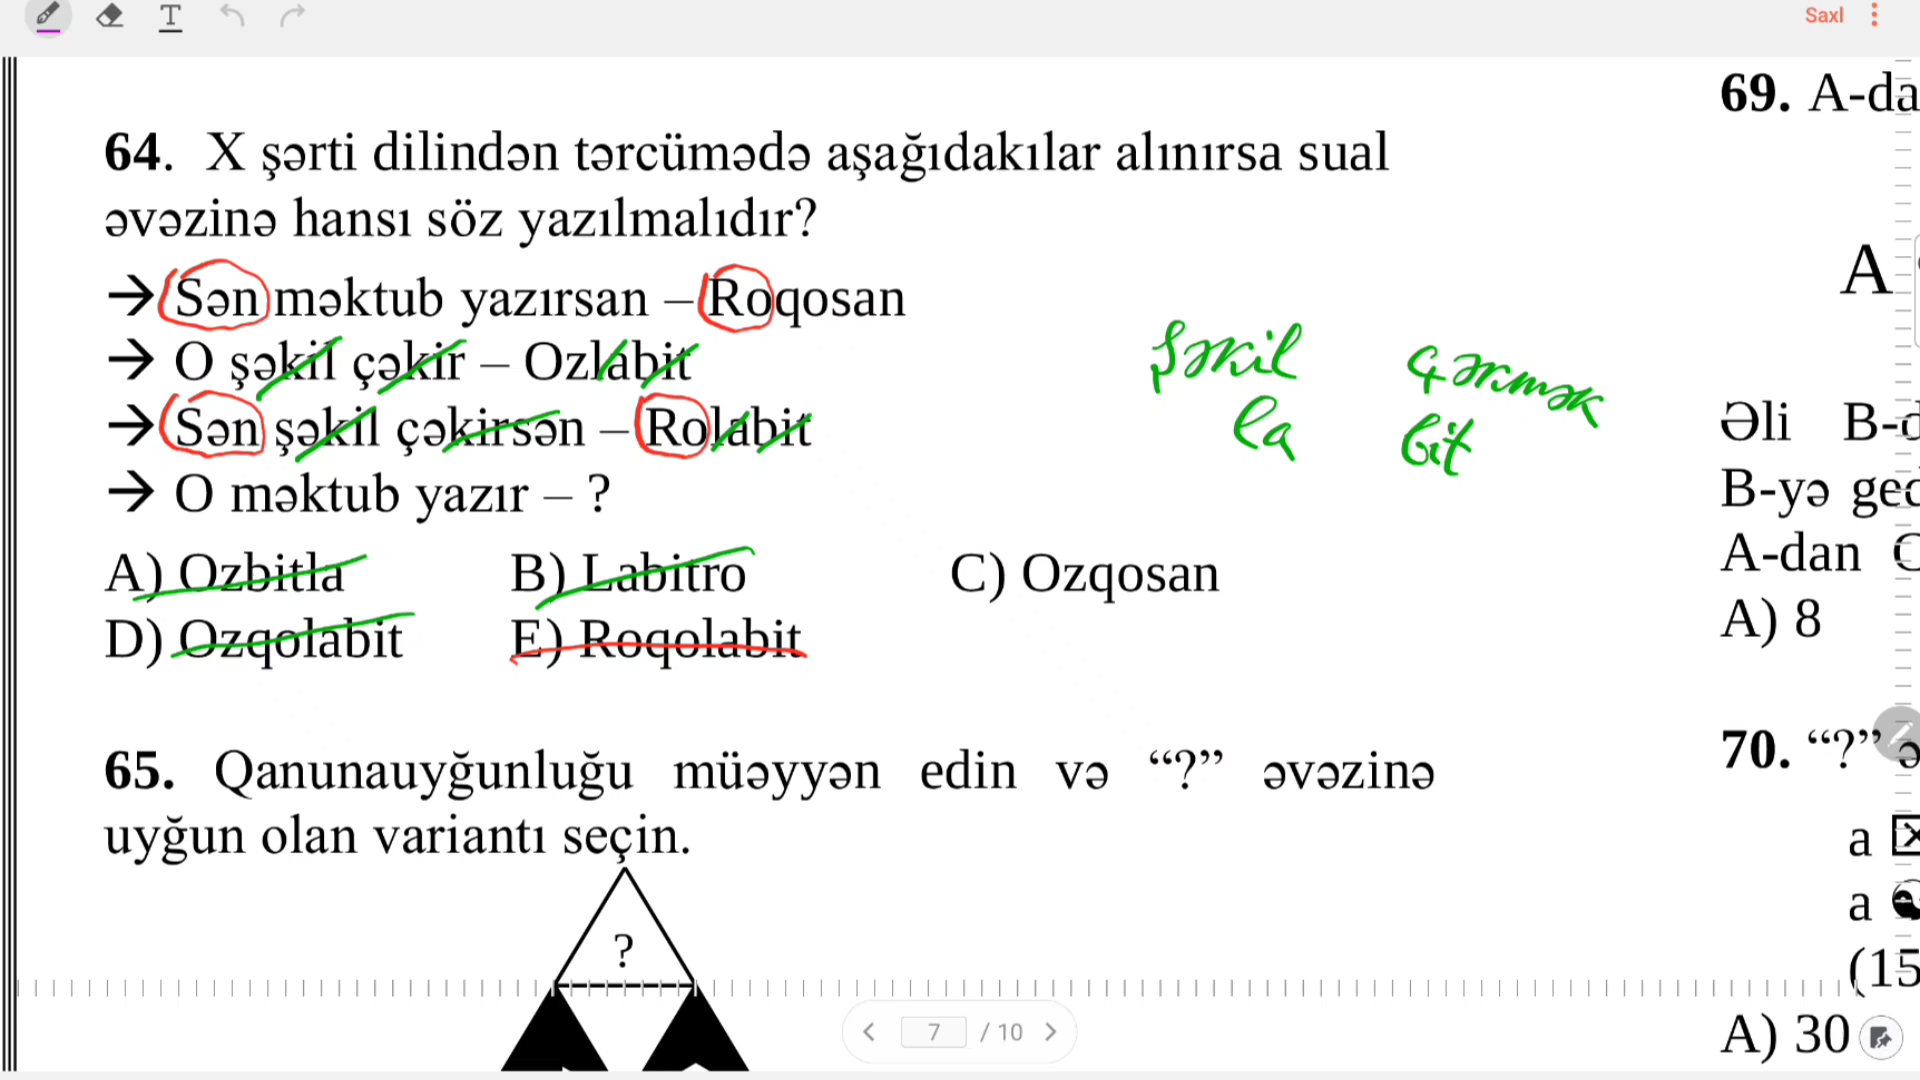 Saxl
64. X şərti dilindən tərcümədə aşağıdakılar alınırsa sual
əvəzinə hansı söz yazılmalıdır?
→ Sən məktub yazırsan – Roqosan
→ O şəkil çəkir – Ozlabit
→ Sən şəkil çəkirsən – Rolabit
→ O məktub yazır – ?
A) Ozbitla B) Labitro C) Ozqosan
D) Ozqolabit E) Roqolabit
şəkil çəkmək
la bit
65. Qanunauyğunluğu müəyyən edin və “?” əvəzinə
uyğun olan variantı seçin.
?
7 / 10
69. A-da
A
Əli B-d
B-yə ged
A-dan C
A) 8
70. “?” ə
a
a
(15
A) 30